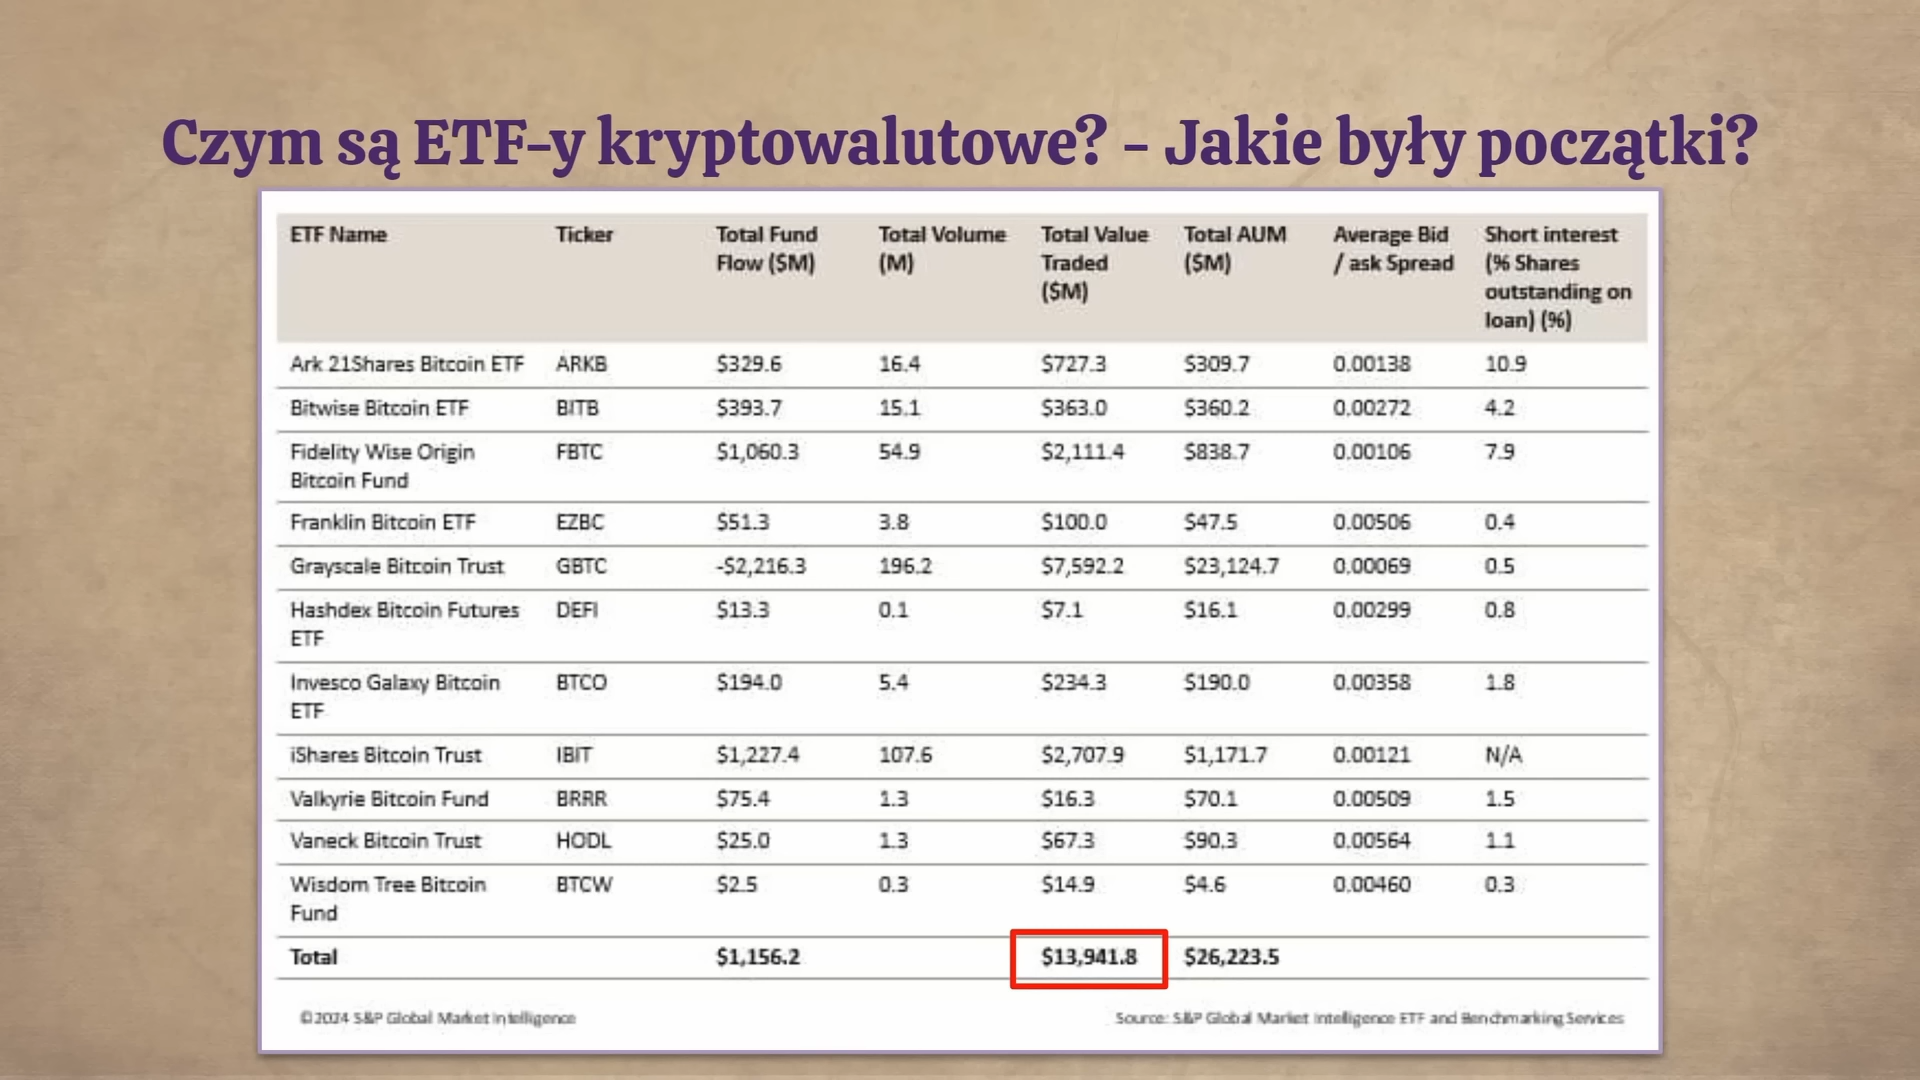 Czym są ETF-y kryptowalutowe? – Jakie były początki?
ETF Name Ticker Total Fund Flow ($M) Total Volume (M) Total Value Traded ($M) Total AUM ($M) Average Bid / ask Spread Short interest (% Shares outstanding on loan) (%)
Ark 21Shares Bitcoin ETF ARKB $329.6 16.4 $727.3 $309.7 0.00138 10.9
Bitwise Bitcoin ETF BITB $393.7 15.1 $363.0 $360.2 0.00272 4.2
Fidelity Wise Origin Bitcoin Fund FBTC $1,060.3 54.9 $2,111.4 $838.7 0.00106 7.9
Franklin Bitcoin ETF EZBC $51.3 3.8 $100.0 $47.5 0.00506 0.4
Grayscale Bitcoin Trust GBTC -$2,216.3 196.2 $7,592.2 $23,124.7 0.00069 0.5
Hashdex Bitcoin Futures ETF DEFI $13.3 0.1 $7.1 $16.1 0.00299 0.8
Invesco Galaxy Bitcoin ETF BTCO $194.0 5.4 $234.3 $190.0 0.00358 1.8
iShares Bitcoin Trust IBIT $1,227.4 107.6 $2,707.9 $1,171.7 0.00121 N/A
Valkyrie Bitcoin Fund BRRR $75.4 1.3 $16.3 $70.1 0.00509 1.5
Vaneck Bitcoin Trust HODL $25.0 1.3 $67.3 $90.3 0.00564 1.1
Wisdom Tree Bitcoin Fund BTCW $2.5 0.3 $14.9 $4.6 0.00460 0.3
Total $1,156.2 $13,941.8 $26,223.5
©2024 S&P Global Market Intelligence
Source: S&P Global Market Intelligence ETF and Benchmarking Services